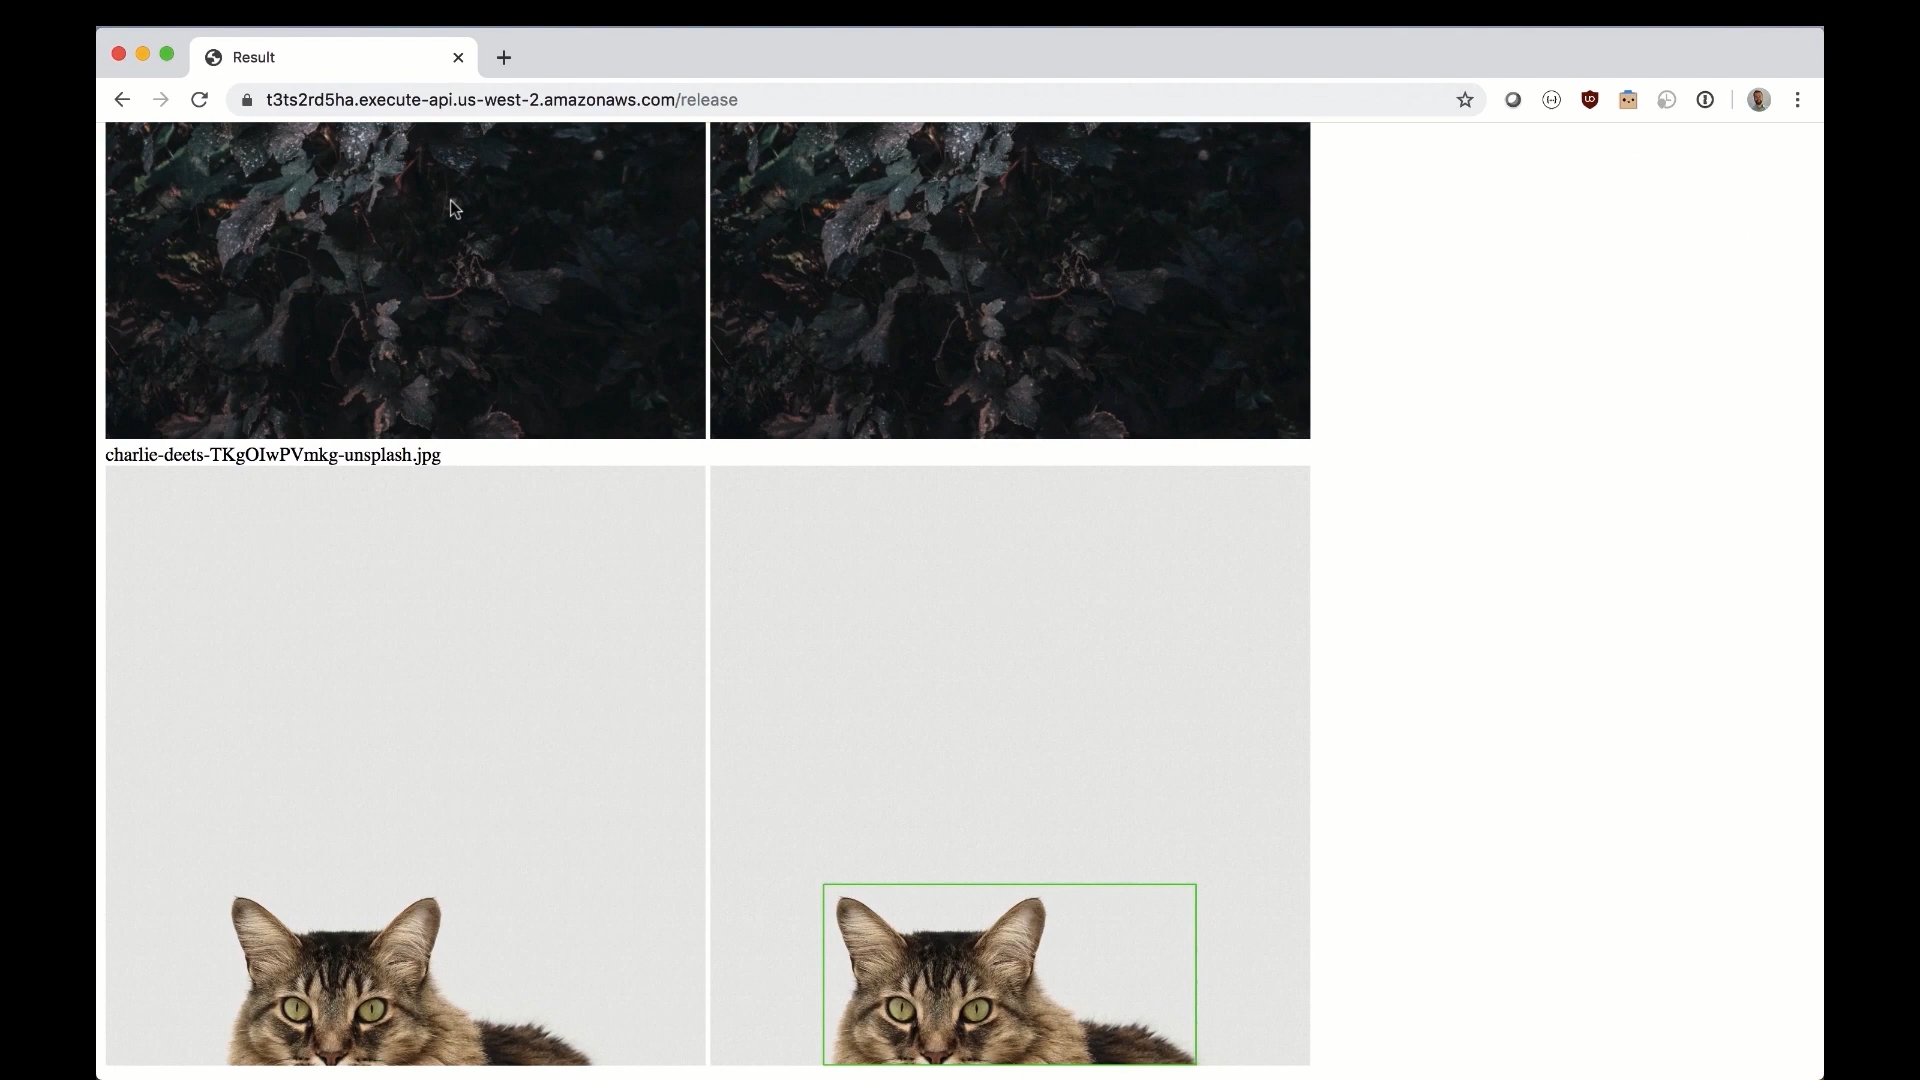 Result
t3ts2rd5ha.execute-api.us-west-2.amazonaws.com/release
charlie-deets-TKgOIwPVmkg-unsplash.jpg